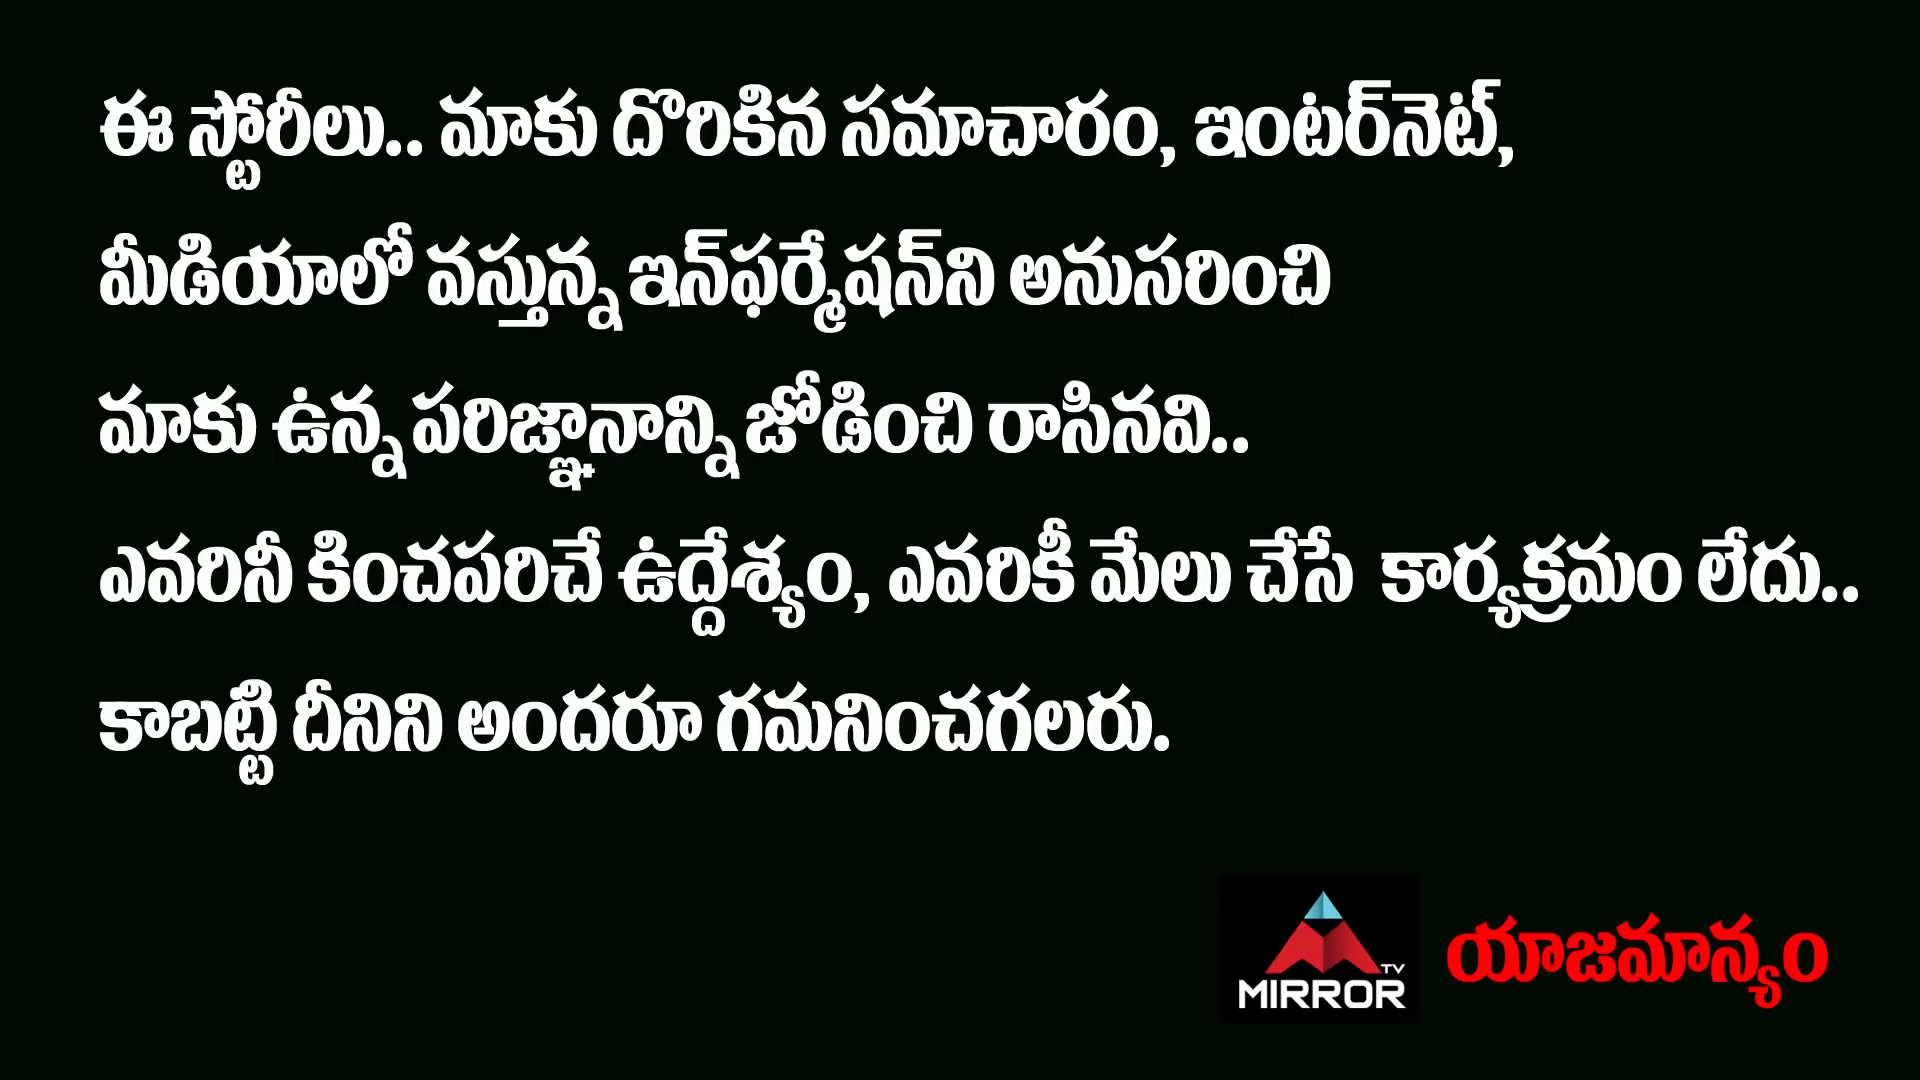 ఈ స్టోరీలు.. మాకు దొరికిన సమాచారం, ఇంటర్‌నెట్,
మీడియాలో వస్తున్న ఇన్‌ఫర్మేషన్‌ని అనుసరించి
మాకు ఉన్న పరిజ్ఞానాన్ని జోడించి రాసినవి..
ఎవరినీ కించపరిచే ఉద్దేశ్యం, ఎవరికీ మేలు చేసే కార్యక్రమం లేదు..
కాబట్టి దీనిని అందరూ గమనించగలరు.
TV
MIRROR
యాజమాన్యం